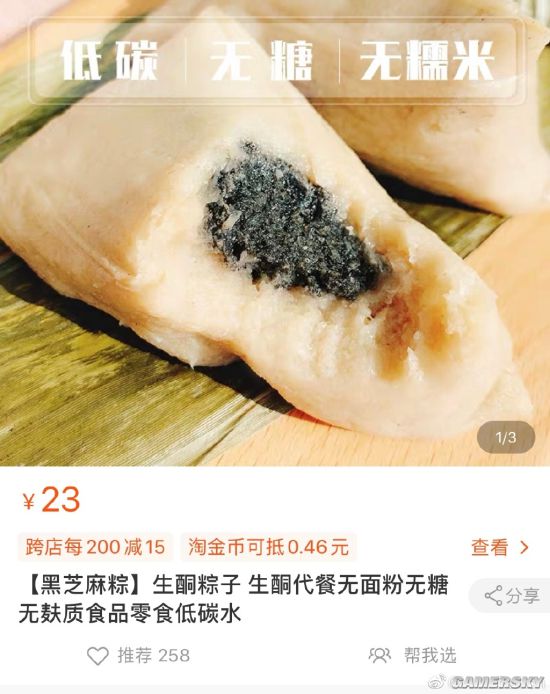 低碳 无糖 无糯米
1/3
¥23
跨店每200减15 淘金币可抵0.46元 查看 >
【黑芝麻粽】生酮粽子 生酮代餐无面粉无糖
无麸质食品零食低碳水
分享
推荐 258 帮我选
GAMERSKY